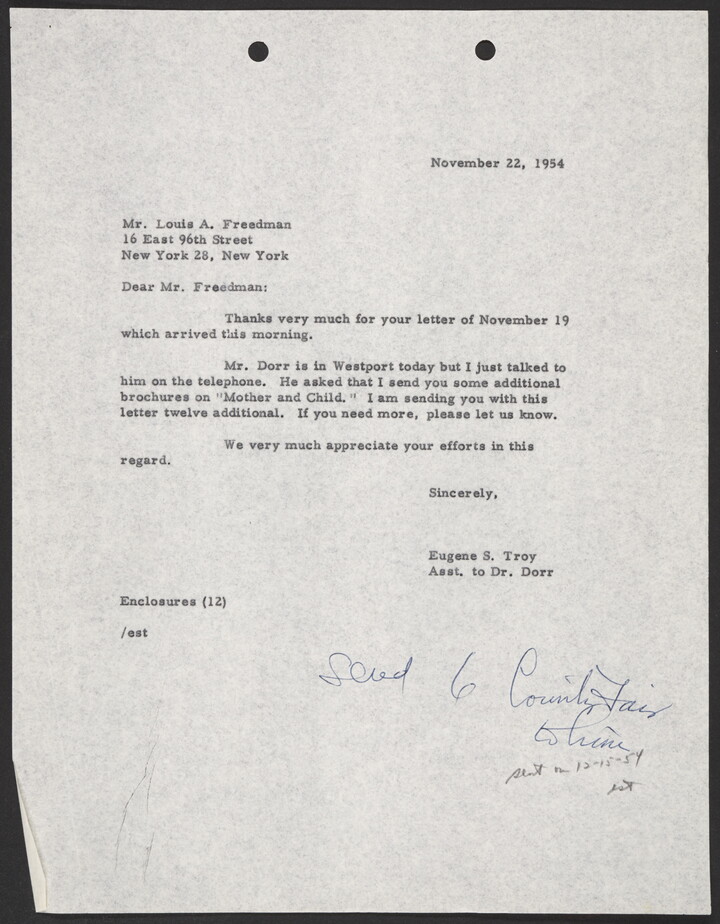 November 22, 1954
Mr. Louis A. Freedman
16 East 96th Street
New York 28, New York
Dear Mr. Freedman:
Thanks very much for your letter of November 19
which arrived this morning.
Mr. Dorr is in Westport today but I just talked to
him on the telephone. He asked that I send you some additional
brochures on "Mother and Child." I am sending you with this
letter twelve additional. If you need more, please let us know.
We very much appreciate your efforts in this
regard.
Sincerely,
Eugene S. Troy
Asst. to Dr. Dorr
Enclosures (12)
/est
Send 6 County Fair
to him
sent on 12-15-54
est